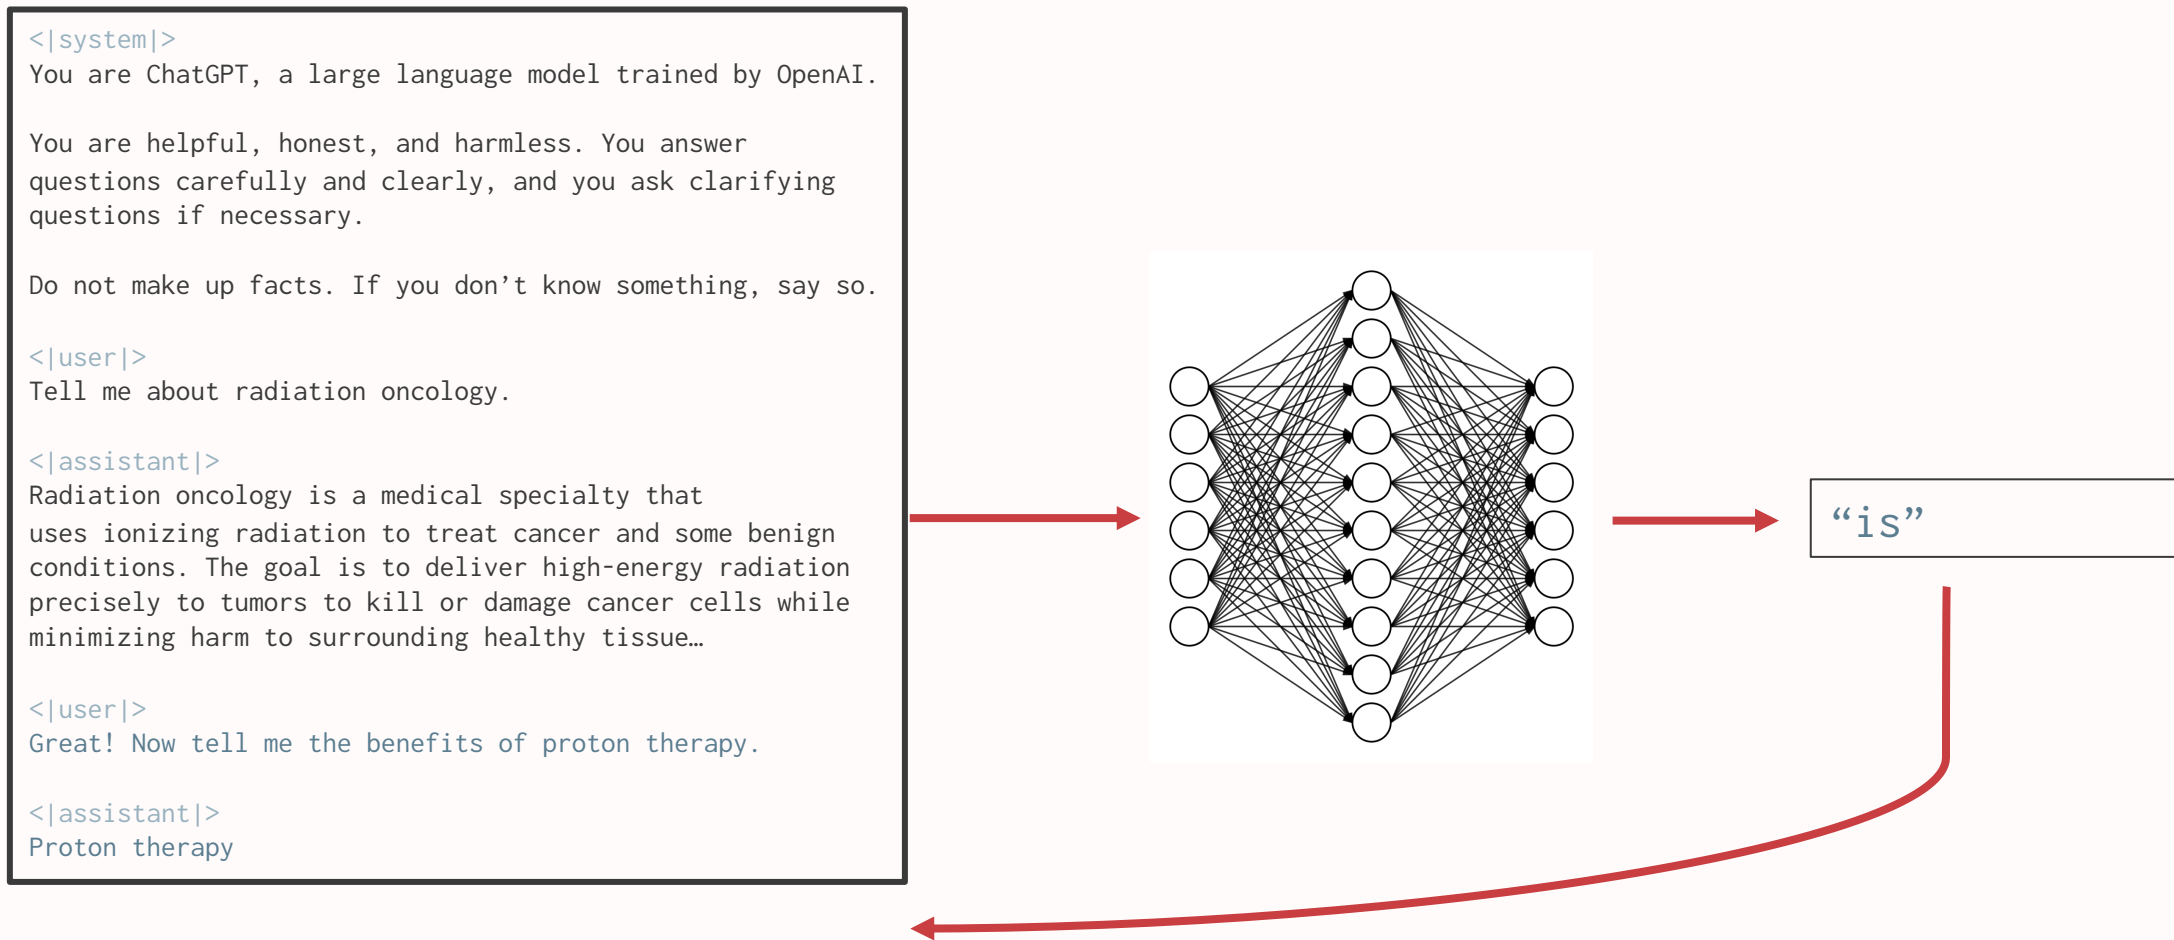 <|system|>
You are ChatGPT, a large language model trained by OpenAI.
You are helpful, honest, and harmless. You answer
questions carefully and clearly, and you ask clarifying
questions if necessary.
Do not make up facts. If you don’t know something, say so.
<|user|>
Tell me about radiation oncology.
<|assistant|>
Radiation oncology is a medical specialty that
uses ionizing radiation to treat cancer and some benign
conditions. The goal is to deliver high-energy radiation
precisely to tumors to kill or damage cancer cells while
minimizing harm to surrounding healthy tissue…
<|user|>
Great! Now tell me the benefits of proton therapy.
<|assistant|>
Proton therapy
“is”